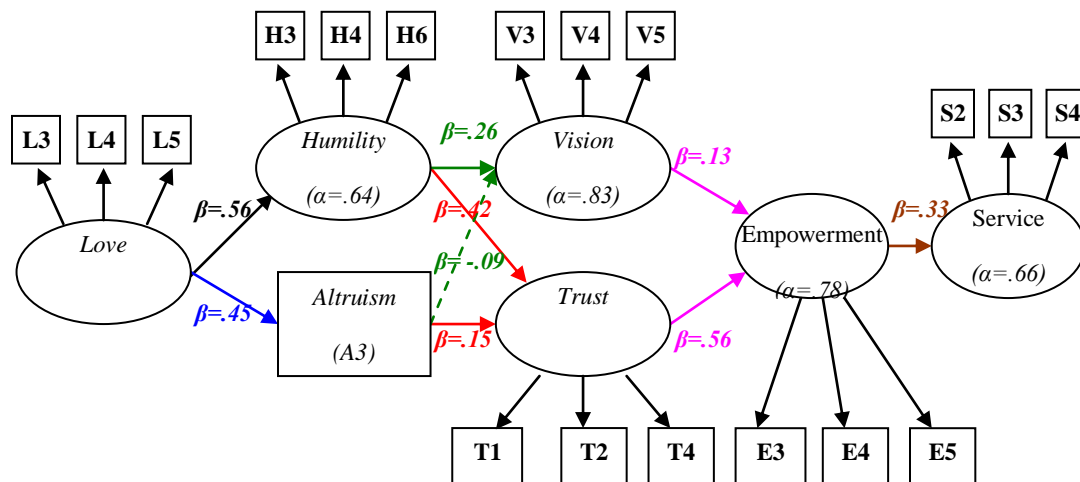 H3 H4 H6 V3 V4 V5
S2 S3 S4
L3 L4 L5
Humility β=.26 Vision β=.13
(α=.64) (α=.83)
β=.56 β=.42 β=.33
Love Empowerment Service
β= -.09 (α=.78) (α=.66)
Altruism Trust
β=.45 β=.15 β=.56
(A3)
T1 T2 T4 E3 E4 E5